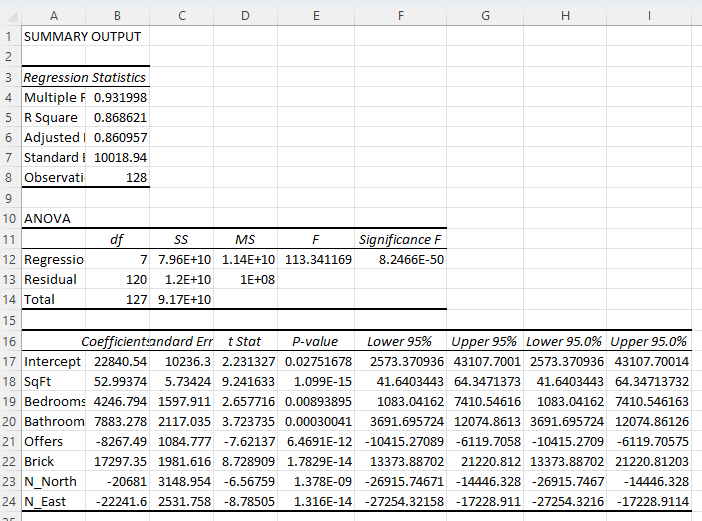 A B C D E F G H I
1 SUMMARY OUTPUT
2
3 Regression Statistics
4 Multiple R 0.931998
5 R Square 0.868621
6 Adjusted 0.860957
7 Standard E 10018.94
8 Observati 128
9
10 ANOVA
11 df SS MS F Significance F
12 Regressio 7 7.96E+10 1.14E+10 113.341169 8.2466E-50
13 Residual 120 1.2E+10 1E+08
14 Total 127 9.17E+10
15
16 Coefficients andard Err t Stat P-value Lower 95% Upper 95% Lower 95.0% Upper 95.0%
17 Intercept 22840.54 10236.3 2.231327 0.02751678 2573.370936 43107.7001 2573.370936 43107.70014
18 SqFt 52.99374 5.73424 9.241633 1.099E-15 41.6403443 64.3471373 41.6403443 64.34713732
19 Bedrooms 4246.794 1597.911 2.657716 0.00893895 1083.04162 7410.54616 1083.04162 7410.546163
20 Bathroom 7883.278 2117.035 3.723735 0.00030041 3691.695724 12074.8613 3691.695724 12074.86126
21 Offers -8267.49 1084.777 -7.62137 6.4691E-12 -10415.27089 -6119.7058 -10415.2709 -6119.70575
22 Brick 17297.35 1981.616 8.728909 1.7829E-14 13373.88702 21220.812 13373.88702 21220.81203
23 N_North -20681 3148.954 -6.56759 1.378E-09 -26915.74671 -14446.328 -26915.7467 -14446.328
24 N_East -22241.6 2531.758 -8.78505 1.316E-14 -27254.32158 -17228.911 -27254.3216 -17228.9114